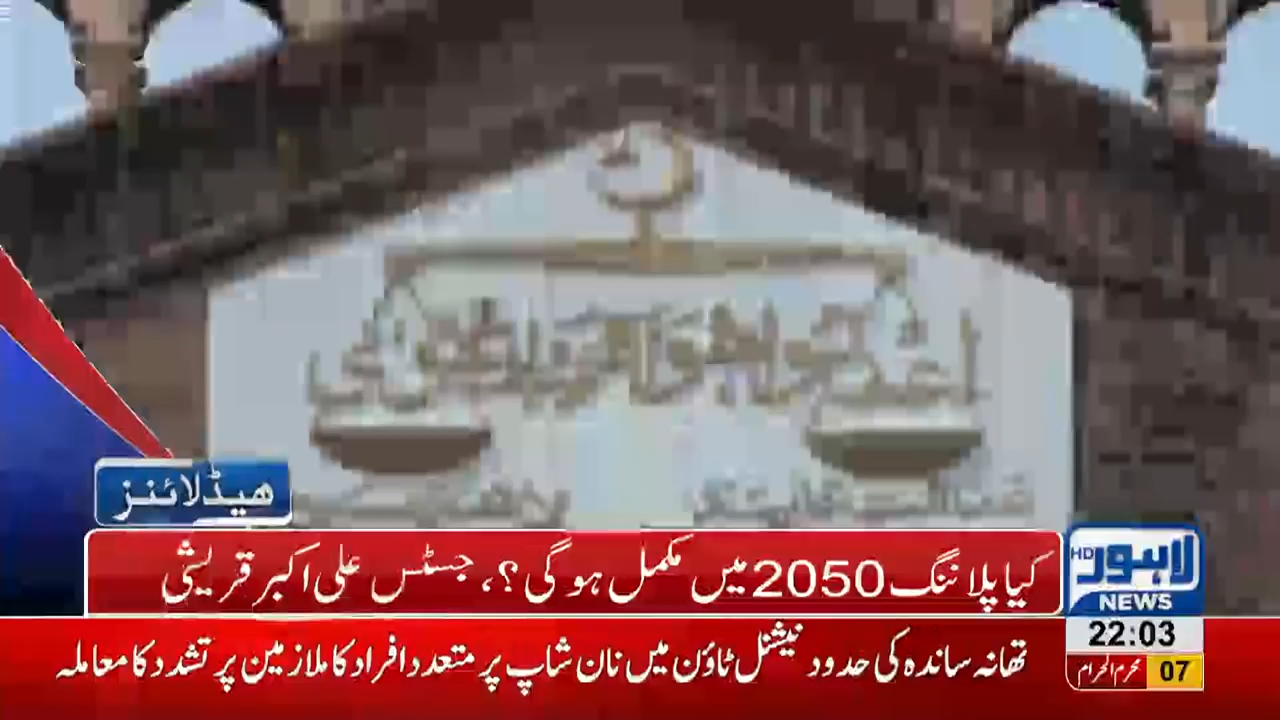 ہیڈلائنز
کیا پلاننگ 2050 میں مکمل ہو گی؟، جسٹس علی اکبر قریشی
HD لاہور
NEWS
22:03
محرم الحرام 07
تھانہ ساندہ کی حدود نیشنل ٹاؤن میں نان شاپ پر متعدد افراد کا ملازمین پر تشدد کا معاملہ